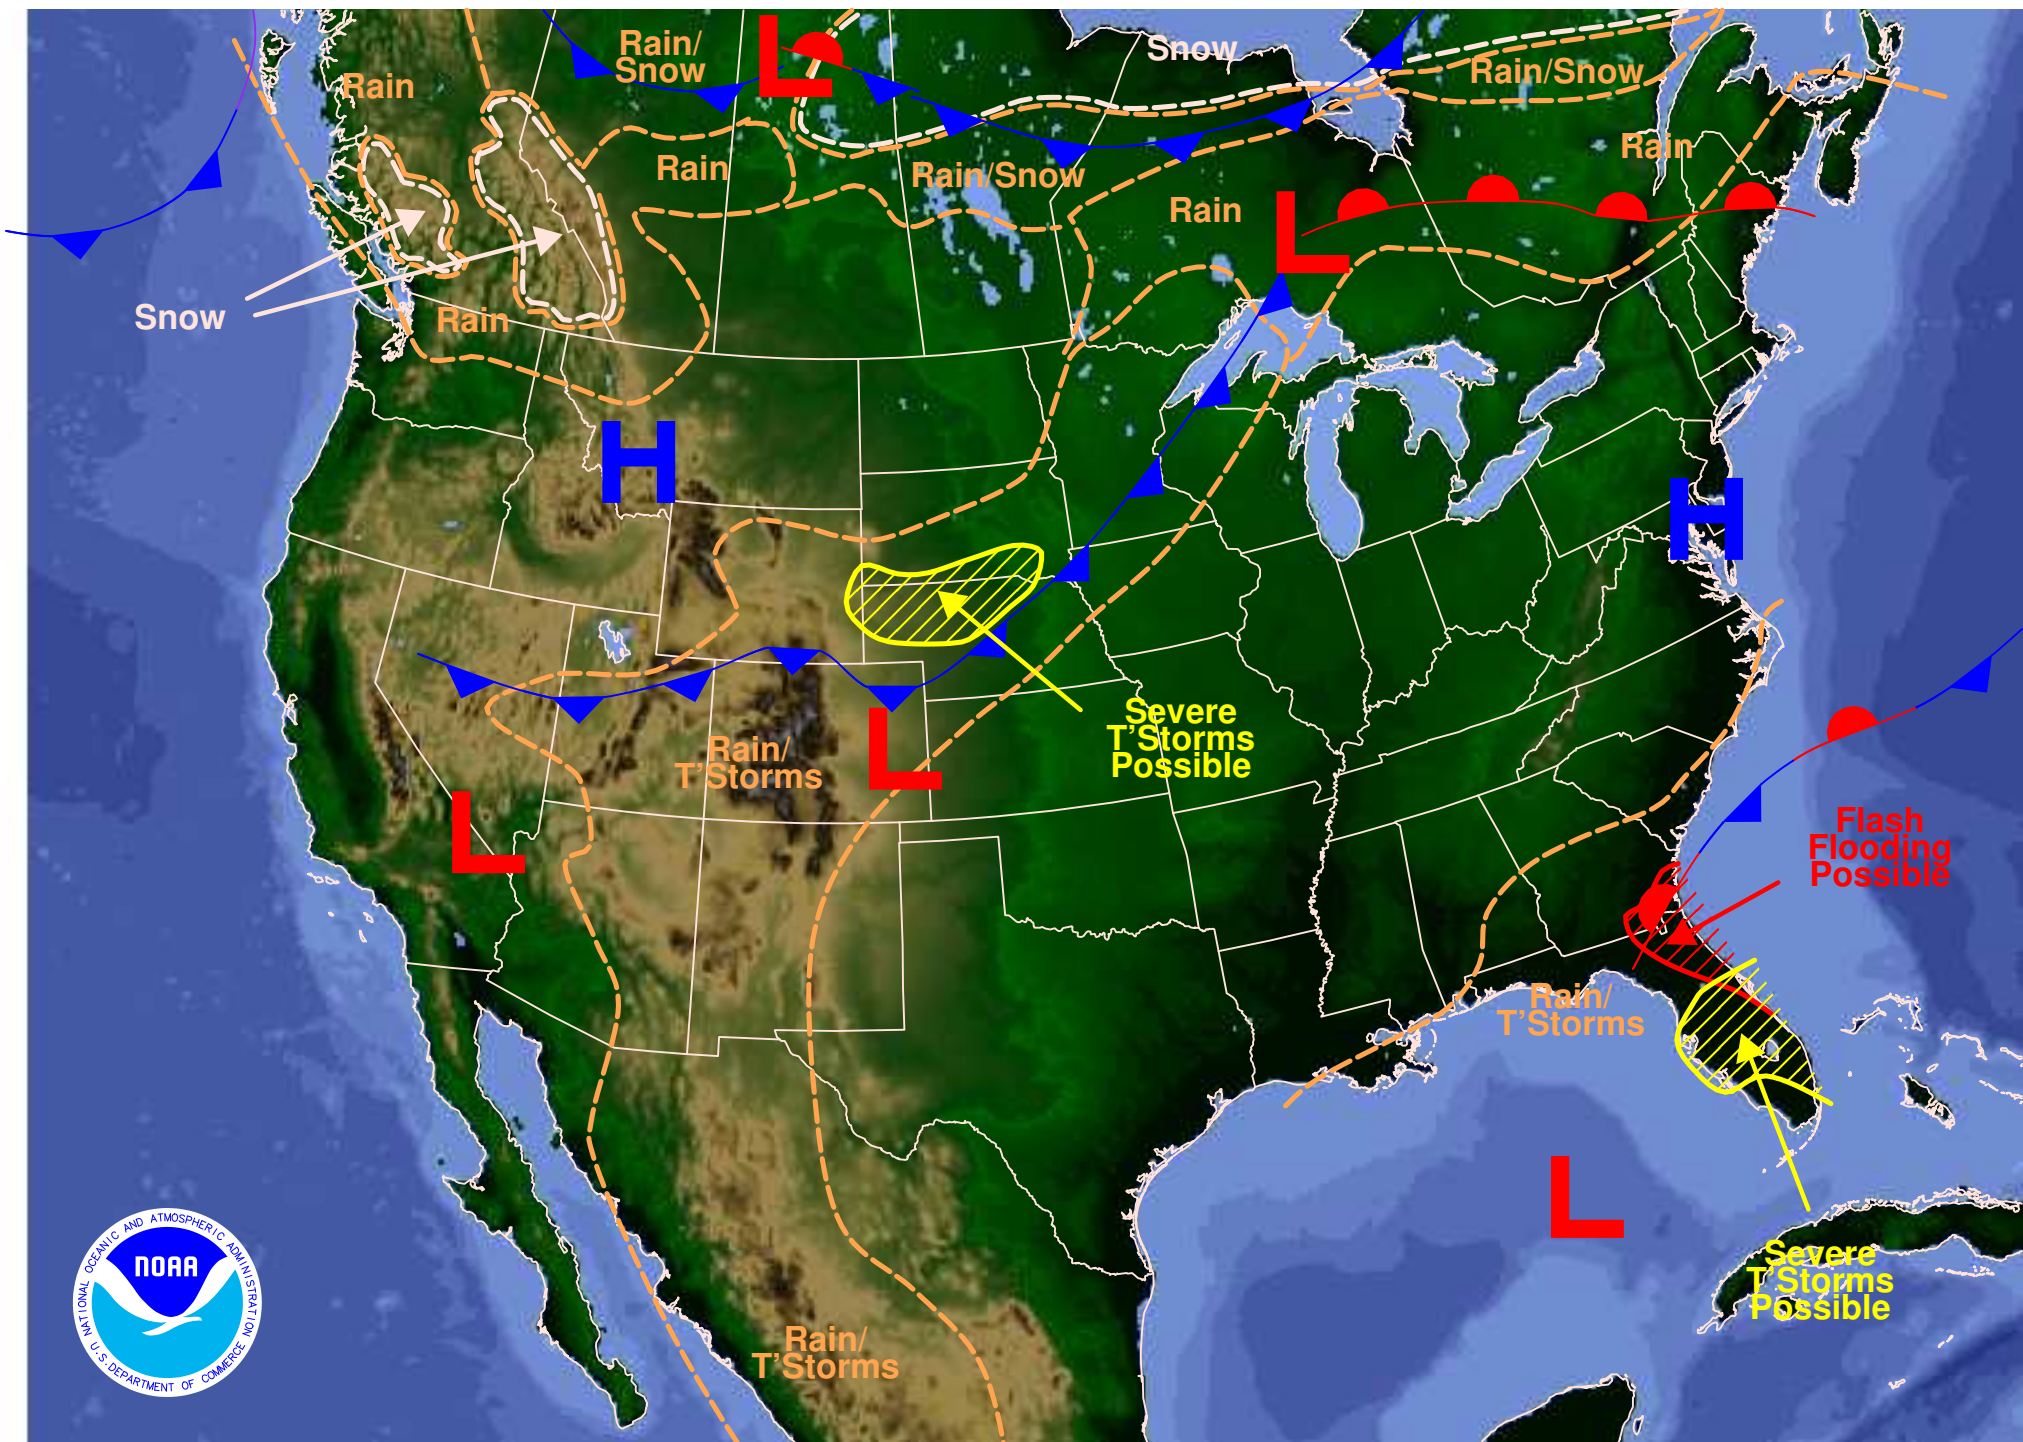 Rain/
Snow
L
Snow
Rain/Snow
Rain
Rain
Rain
Rain/Snow
Rain
L
Snow
Rain
H
H
Severe
T'Storms
Possible
Rain/
T'Storms
L
L
Flash
Flooding
Possible
Rain/
T'Storms
L
Severe
T'Storms
Possible
Rain/
T'Storms
NATIONAL OCEANIC AND ATMOSPHERIC ADMINISTRATION
NOAA
U.S. DEPARTMENT OF COMMERCE